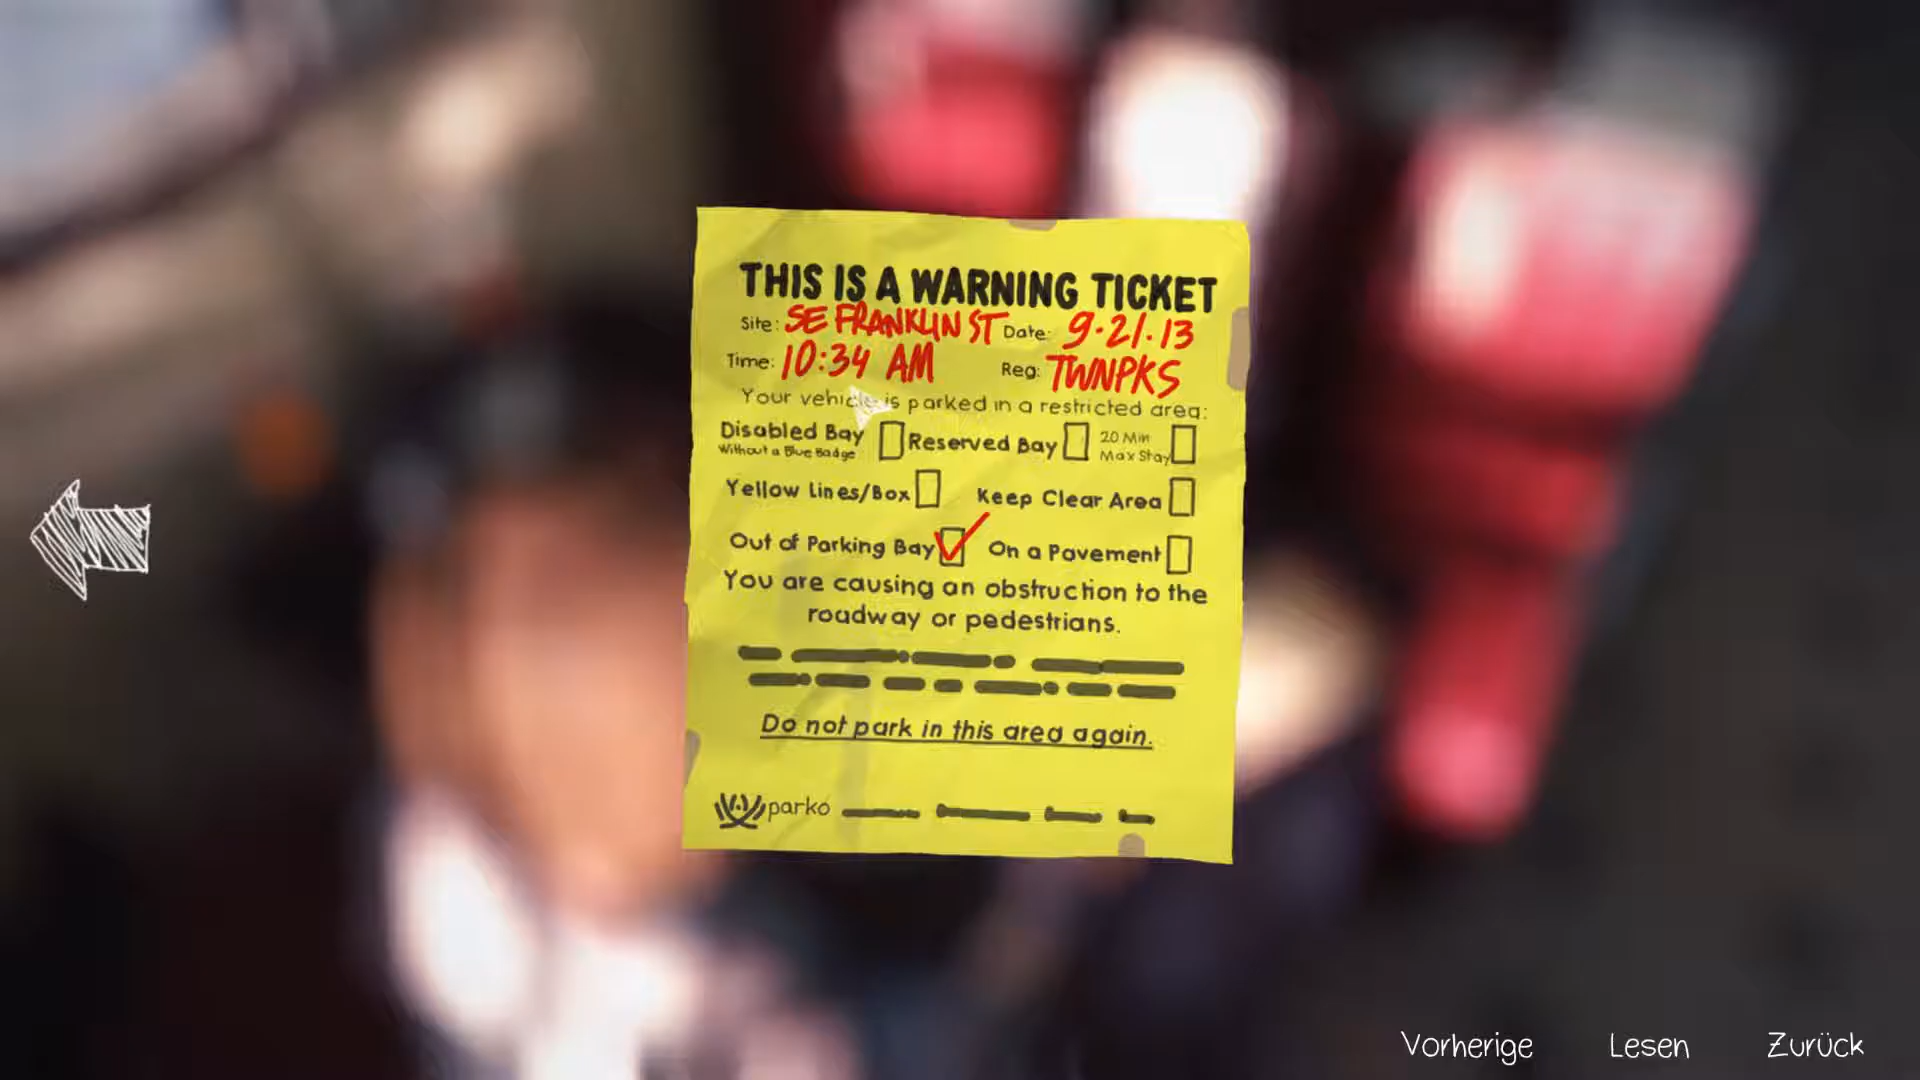 THIS IS A WARNING TICKET
Site: SE FRANKLIN ST Date: 9.21.13
Time: 10:34 AM Reg: TWNPKS
Your vehicle is parked in a restricted area:
Disabled Bay Reserved Bay 20 Min
Without a Blue Badge Max Stay
Yellow Lines/Box Keep Clear Area
Out of Parking Bay On a Pavement
You are causing an obstruction to the
roadway or pedestrians.
Do not park in this area again.
parko
Vorherige Lesen Zurück